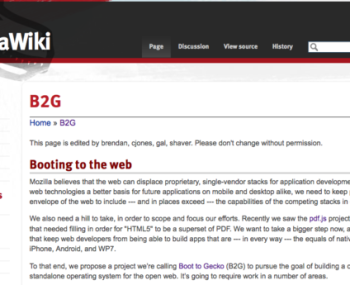 aWiki
Page Discussion View source History
B2G
Home » B2G
This page is edited by brendan, cjones, gal, shaver. Please don't change without permission.
Booting to the web
Mozilla believes that the web can displace proprietary, single-vendor stacks for application developme
web technologies a better basis for future applications on mobile and desktop alike, we need to keep
envelope of the web to include --- and in places exceed --- the capabilities of the competing stacks in
We also need a hill to take, in order to scope and focus our efforts. Recently we saw the pdf.js project
that needed filling in order for "HTML5" to be a superset of PDF. We want to take a bigger step now, a
that keep web developers from being able to build apps that are --- in every way --- the equals of native
iPhone, Android, and WP7.
To that end, we propose a project we're calling Boot to Gecko (B2G) to pursue the goal of building a c
standalone operating system for the open web. It's going to require work in a number of areas.